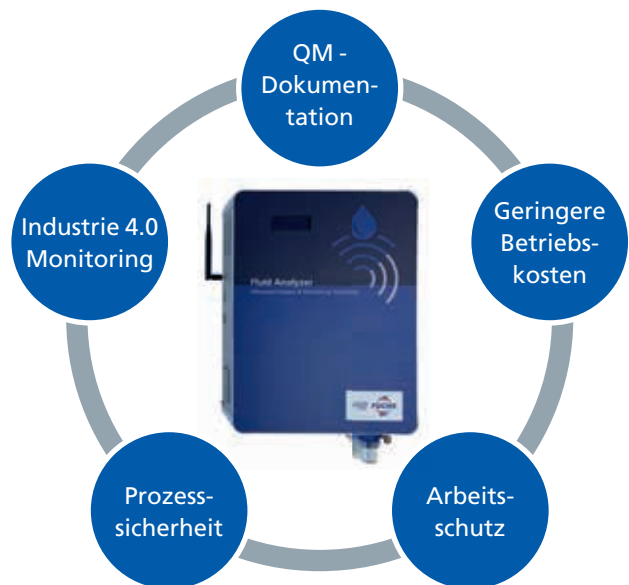 QM -
Dokumen-
tation
Geringere
Betriebs-
kosten
Arbeits-
schutz
Prozess-
sicherheit
Industrie 4.0
Monitoring
Fluid Analyzer
FUCHS